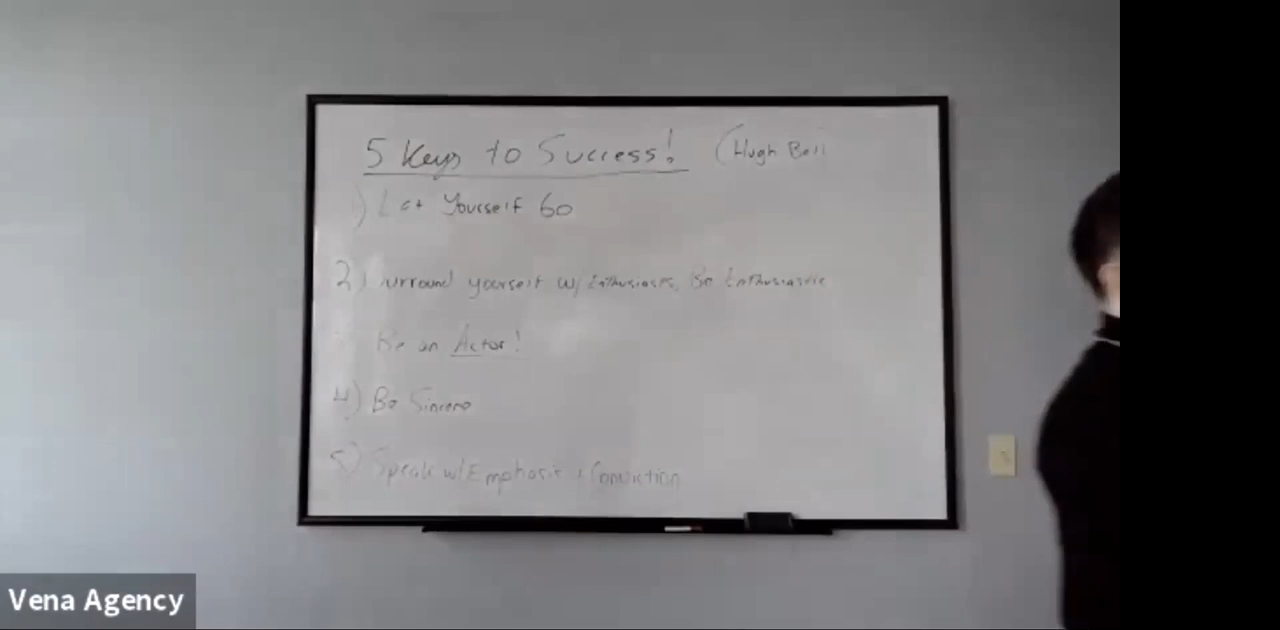 5 Keys to Success! (Hugh Bell
1) Let Yourself Go
2) Surround yourself w/ Enthusiasts, Be Enthusiastic
Be an Actor!
4) Be Sincere
5) Speak w/ Emphasis + Conviction
Vena Agency